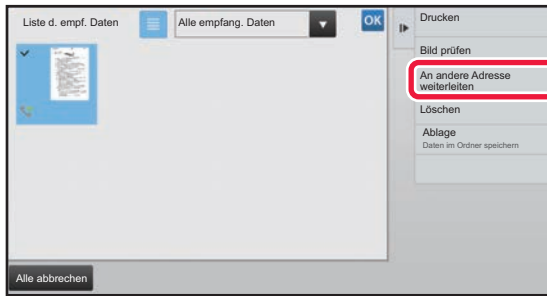 Liste d. empf. Daten
Alle empfang. Daten
OK
Drucken
Bild prüfen
An andere Adresse
weiterleiten
Löschen
Ablage
Daten im Ordner speichern
Alle abbrechen